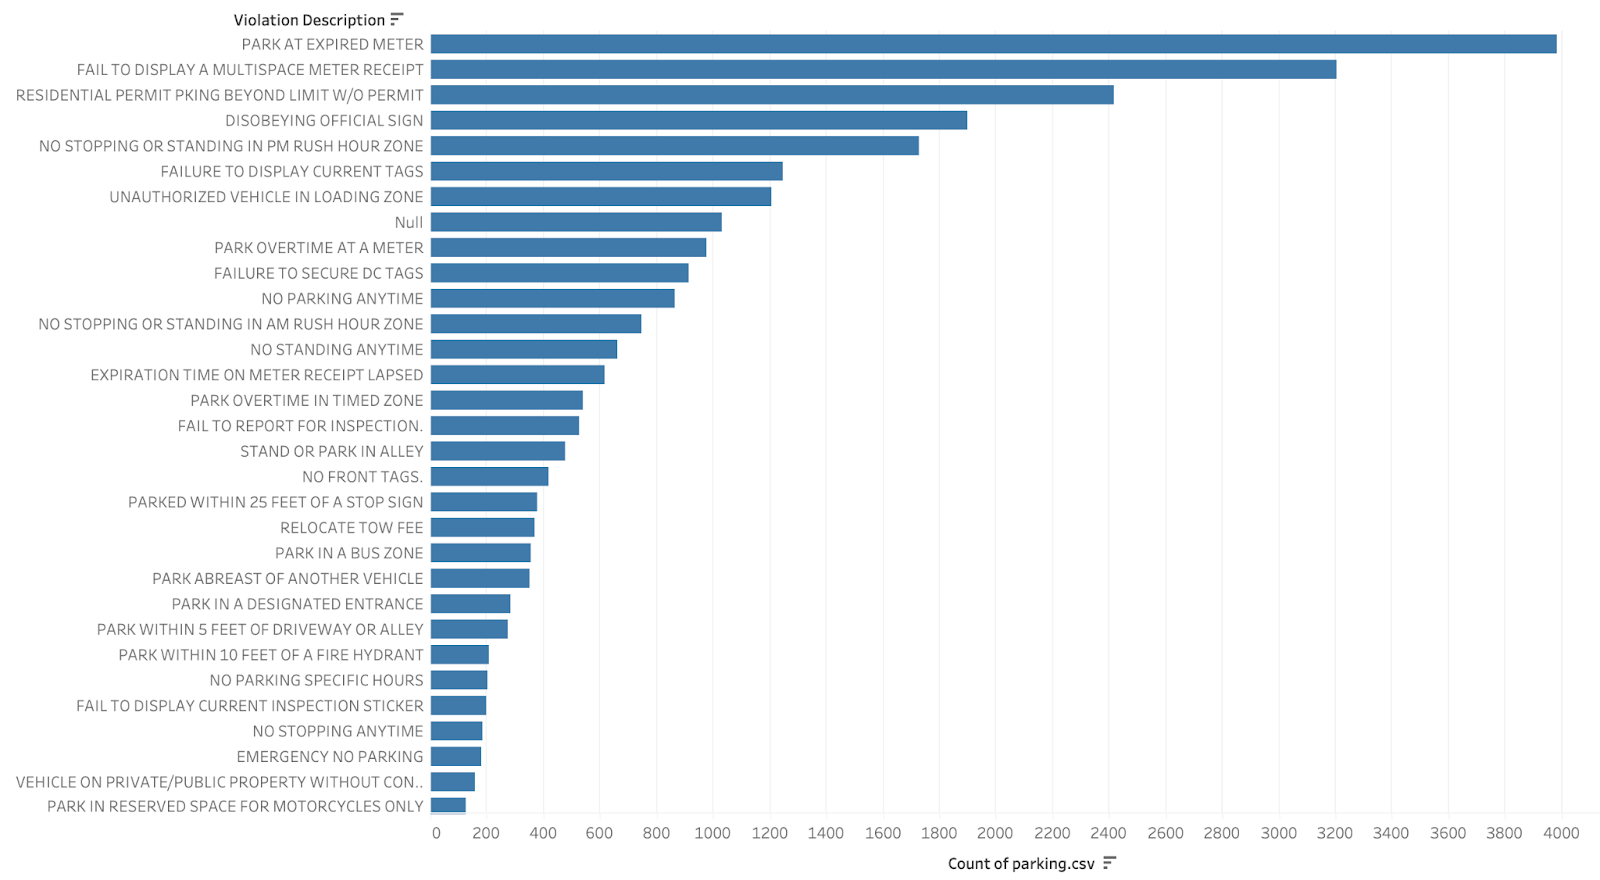 Violation Description
PARK AT EXPIRED METER
FAIL TO DISPLAY A MULTISPACE METER RECEIPT
RESIDENTIAL PERMIT PKING BEYOND LIMIT W/O PERMIT
DISOBEYING OFFICIAL SIGN
NO STOPPING OR STANDING IN PM RUSH HOUR ZONE
FAILURE TO DISPLAY CURRENT TAGS
UNAUTHORIZED VEHICLE IN LOADING ZONE
Null
PARK OVERTIME AT A METER
FAILURE TO SECURE DC TAGS
NO PARKING ANYTIME
NO STOPPING OR STANDING IN AM RUSH HOUR ZONE
NO STANDING ANYTIME
EXPIRATION TIME ON METER RECEIPT LAPSED
PARK OVERTIME IN TIMED ZONE
FAIL TO REPORT FOR INSPECTION.
STAND OR PARK IN ALLEY
NO FRONT TAGS.
PARKED WITHIN 25 FEET OF A STOP SIGN
RELOCATE TOW FEE
PARK IN A BUS ZONE
PARK ABREAST OF ANOTHER VEHICLE
PARK IN A DESIGNATED ENTRANCE
PARK WITHIN 5 FEET OF DRIVEWAY OR ALLEY
PARK WITHIN 10 FEET OF A FIRE HYDRANT
NO PARKING SPECIFIC HOURS
FAIL TO DISPLAY CURRENT INSPECTION STICKER
NO STOPPING ANYTIME
EMERGENCY NO PARKING
VEHICLE ON PRIVATE/PUBLIC PROPERTY WITHOUT CON..
PARK IN RESERVED SPACE FOR MOTORCYCLES ONLY
0 200 400 600 800 1000 1200 1400 1600 1800 2000 2200 2400 2600 2800 3000 3200 3400 3600 3800 4000
Count of parking.csv